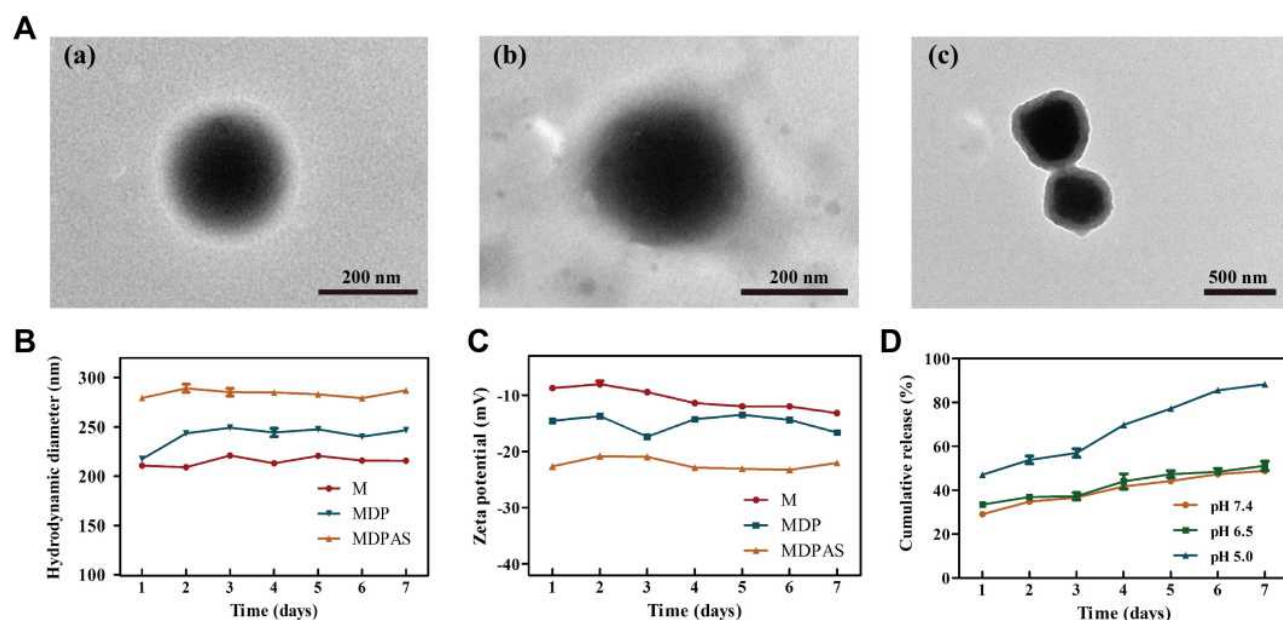 A
(a)
200 nm
(b)
200 nm
(c)
500 nm
B
Hydrodynamic diameter (nm)
300
250
200
150
100
M
MDP
MDPAS
1 2 3 4 5 6 7
Time (days)
C
Zeta potential (mV)
-10
-20
-30
-40
M
MDP
MDPAS
1 2 3 4 5 6 7
Time (days)
D
Cumulative release (%)
100
80
60
40
20
0
pH 7.4
pH 6.5
pH 5.0
1 2 3 4 5 6 7
Time (days)